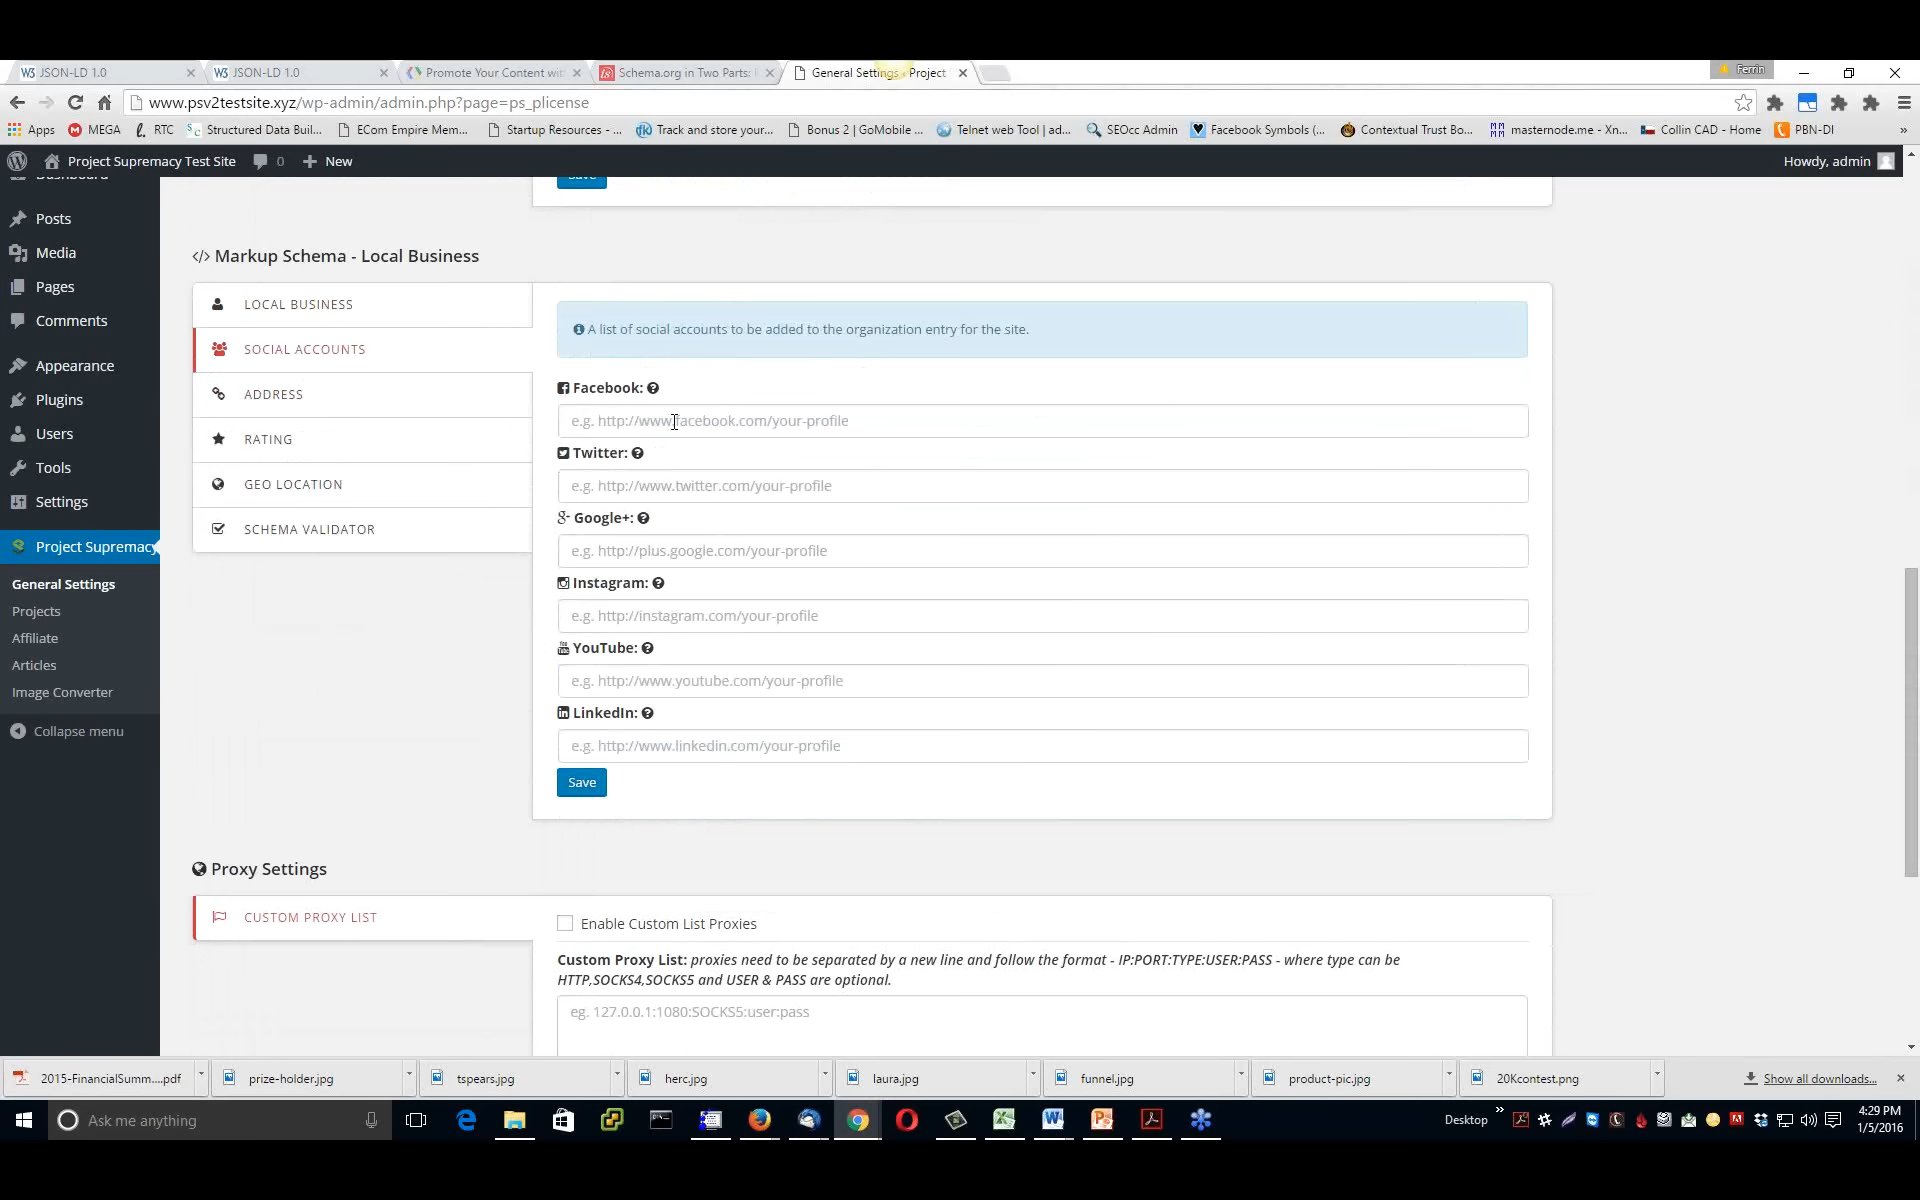 JSON-LD 1.0
JSON-LD 1.0
Promote Your Content wit
Schema.org in Two Parts:
General Settings ‹ Project
Ferrin
www.psv2testsite.xyz/wp-admin/admin.php?page=ps_plicense
Apps
MEGA
RTC
Structured Data Buil...
ECom Empire Mem...
Startup Resources - ...
Track and store your...
Bonus 2 | GoMobile ...
Telnet web Tool | ad...
SEOcc Admin
Facebook Symbols (...
Contextual Trust Bo...
masternode.me - Xn...
Collin CAD - Home
PBN-DI
»
Project Supremacy Test Site
0
New
Howdy, admin
Dashboard
Posts
Media
Pages
Comments
Appearance
Plugins
Users
Tools
Settings
Project Supremacy
General Settings
Projects
Affiliate
Articles
Image Converter
Collapse menu
Save
</> Markup Schema - Local Business
LOCAL BUSINESS
SOCIAL ACCOUNTS
ADDRESS
RATING
GEO LOCATION
SCHEMA VALIDATOR
A list of social accounts to be added to the organization entry for the site.
Facebook:
e.g. http://www.facebook.com/your-profile
Twitter:
e.g. http://www.twitter.com/your-profile
Google+:
e.g. http://plus.google.com/your-profile
Instagram:
e.g. http://instagram.com/your-profile
YouTube:
e.g. http://www.youtube.com/your-profile
LinkedIn:
e.g. http://www.linkedin.com/your-profile
Save
Proxy Settings
CUSTOM PROXY LIST
Enable Custom List Proxies
Custom Proxy List: proxies need to be separated by a new line and follow the format - IP:PORT:TYPE:USER:PASS - where type can be
HTTP,SOCKS4,SOCKS5 and USER & PASS are optional.
eg. 127.0.0.1:1080:SOCKS5:user:pass
2015-FinancialSumm....pdf
prize-holder.jpg
tspears.jpg
herc.jpg
laura.jpg
funnel.jpg
product-pic.jpg
20Kcontest.png
Show all downloads...
Ask me anything
Desktop
»
4:29 PM
1/5/2016